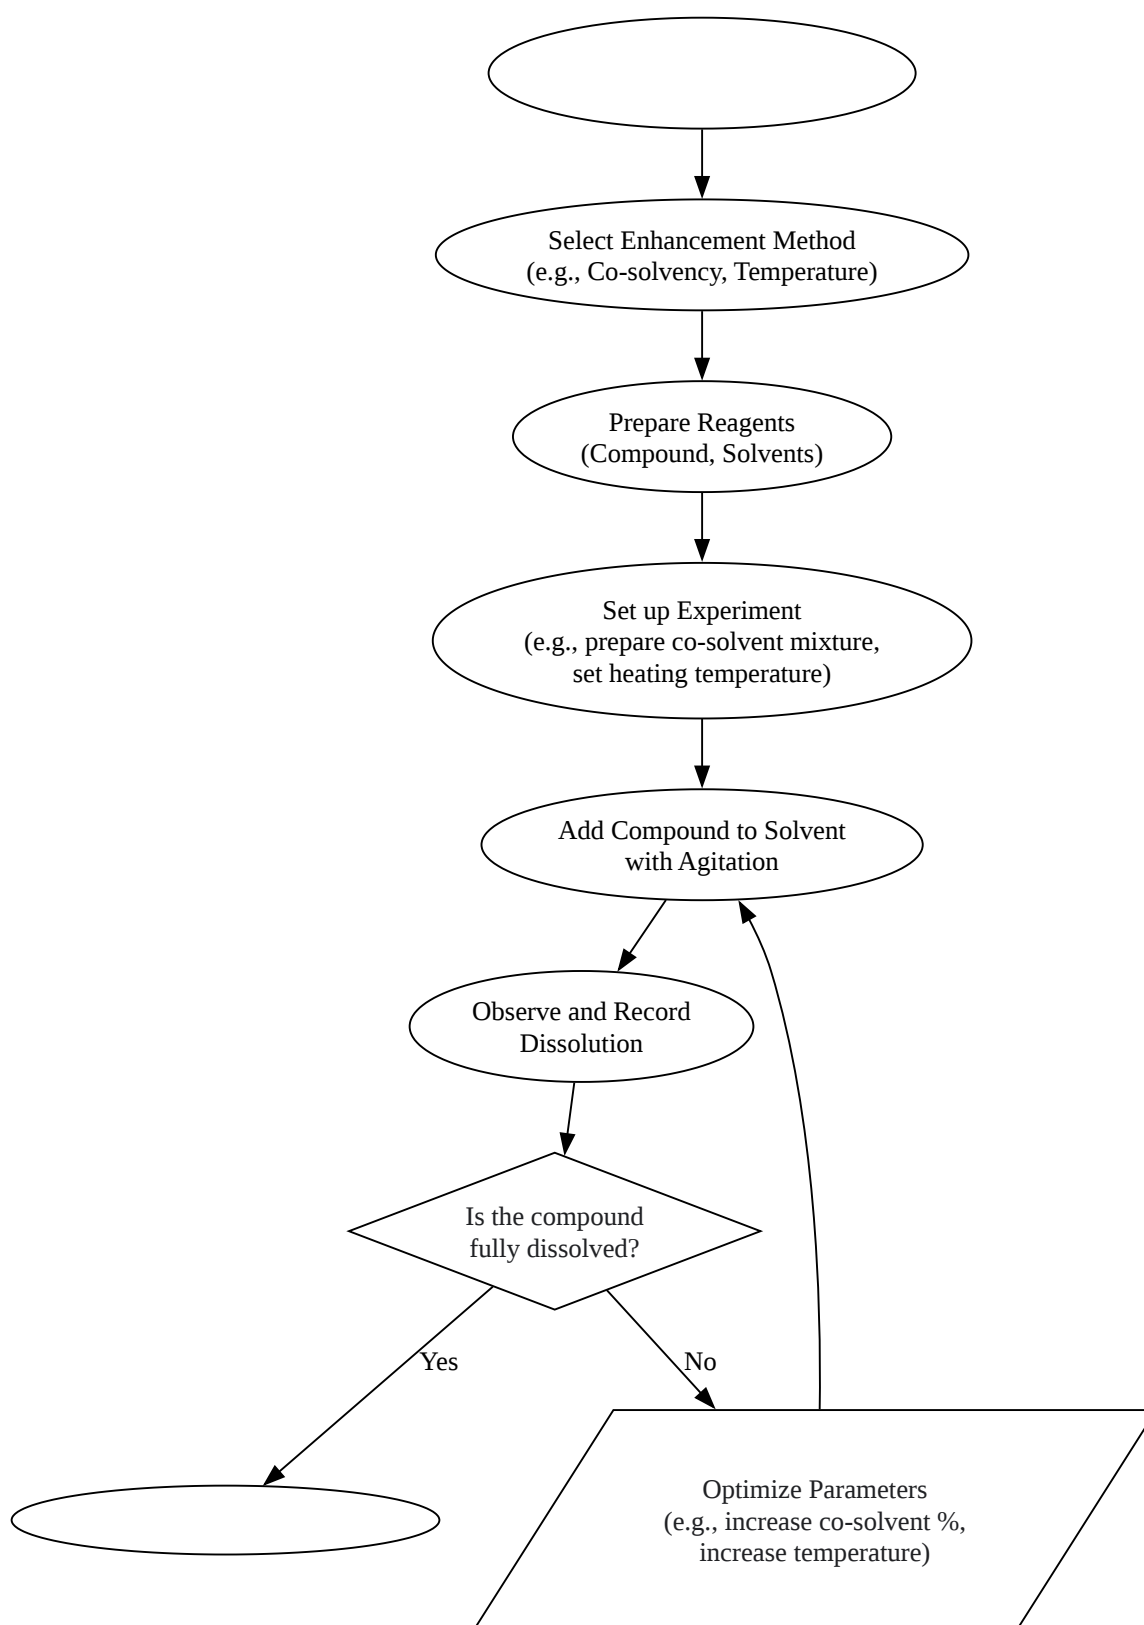 Select Enhancement Method
(e.g., Co-solvency, Temperature)
Prepare Reagents
(Compound, Solvents)
Set up Experiment
(e.g., prepare co-solvent mixture,
set heating temperature)
Add Compound to Solvent
with Agitation
Observe and Record
Dissolution
Is the compound
fully dissolved?
Yes
No
Optimize Parameters
(e.g., increase co-solvent %,
increase temperature)